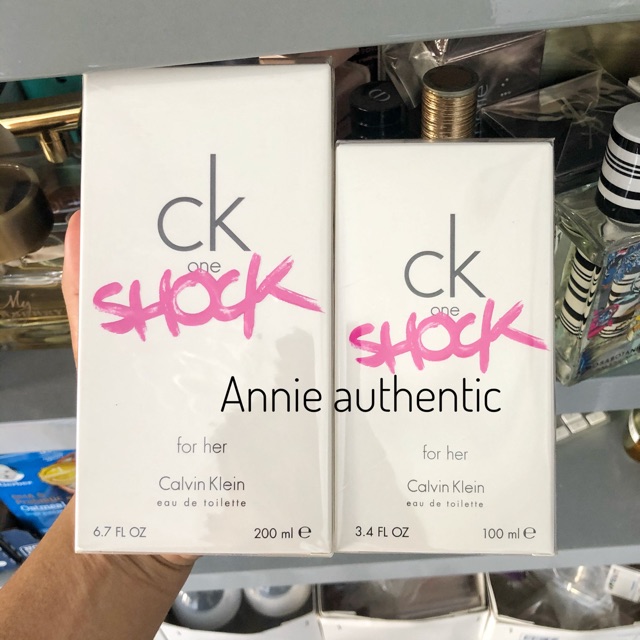 ck
one
SHOCK
for her
Calvin Klein
eau de toilette
6.7 FL OZ 200 ml e
ck
one
SHOCK
for her
Calvin Klein
eau de toilette
3.4 FL OZ 100 ml e
Annie authentic